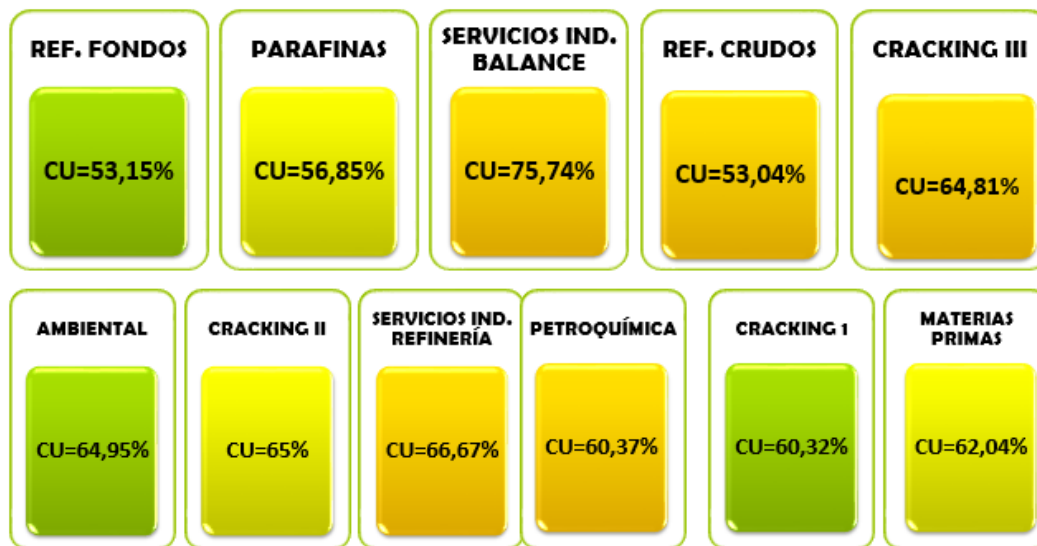 REF. FONDOS
CU=53,15%
PARAFINAS
CU=56,85%
SERVICIOS IND.
BALANCE
CU=75,74%
REF. CRUDOS
CU=53,04%
CRACKING III
CU=64,81%
AMBIENTAL
CU=64,95%
CRACKING II
CU=65%
SERVICIOS IND.
REFINERÍA
CU=66,67%
PETROQUÍMICA
CU=60,37%
CRACKING 1
CU=60,32%
MATERIAS
PRIMAS
CU=62,04%